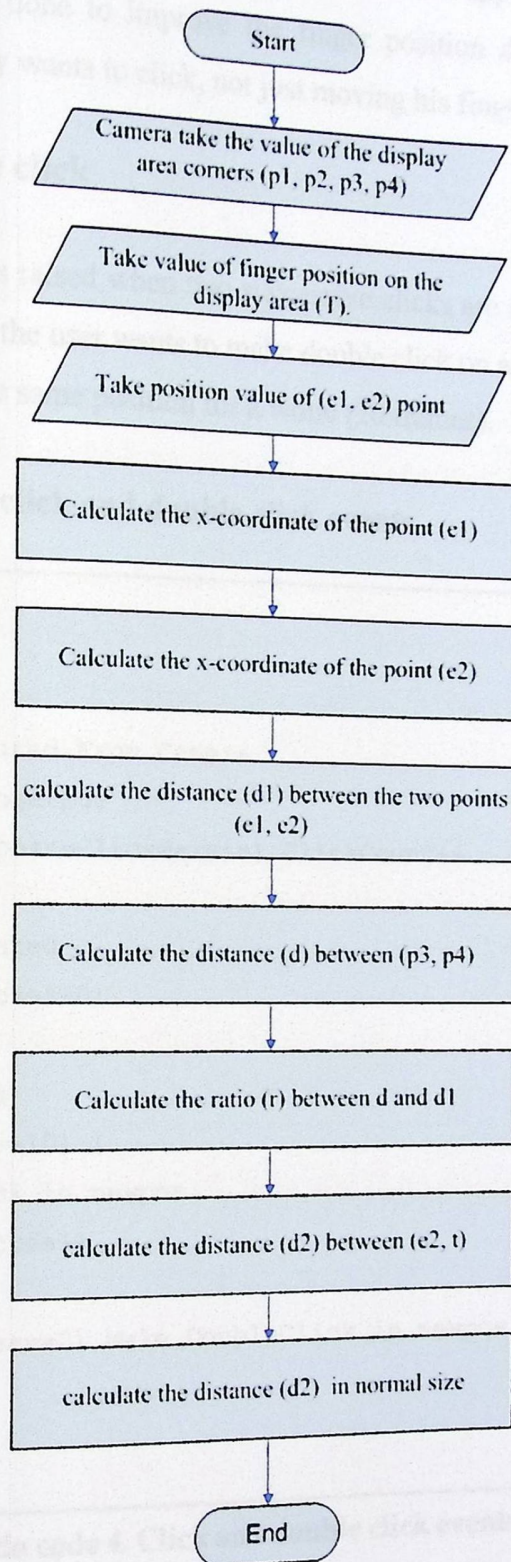 Start
Camera take the value of the display
area corners (p1, p2, p3, p4)
Take value of finger position on the
display area (T).
Take position value of (e1, e2) point
Calculate the x-coordinate of the point (e1)
Calculate the x-coordinate of the point (e2)
calculate the distance (d1) between the two points
(e1, e2)
Calculate the distance (d) between (p3, p4)
Calculate the ratio (r) between d and d1
calculate the distance (d2) between (e2, t)
calculate the distance (d2) in normal size
End